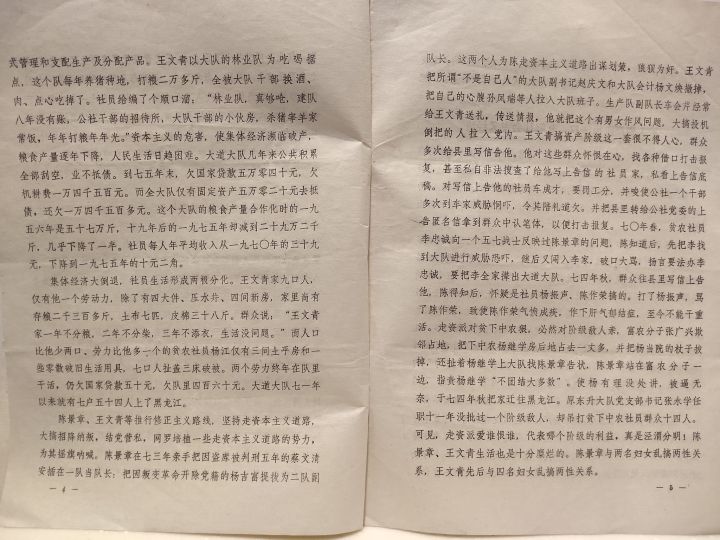 式管理和支配生产及分配产品。王文青以大队的林业队为吃喝据
点，这个队每年养猪种地，打粮二万多斤，全被大队干部换酒、
肉、点心吃掉了。社员给编了个顺口溜：“林业队，真够呛，建队
八年没有账，公社干部的招待所，大队干部的小伙房，杀猪宰羊家
常饭，年年打粮年年光。”资本主义的危害，使集体经济濒临破产，
粮食产量逐年下降，人民生活日趋困难。大道大队几年来公共积累
全部刮空，业不抵债。到七五年末，欠国家贷款五万零四十元，欠
机耕费一万四千五百元。而全大队仅有固定资产五万零二十元去抵
债，还欠一万四千五百多元。这个大队的粮食产量合作化时的一九
五六年是五十七万斤，十九年后的一九七五年却减到二十九万二千
斤，几乎下降了一半。社员每人年平均收入从一九七〇年的三十九
元，下降到一九七五年的十元二角。
集体经济大倒退，社员生活形成两极分化。王文青家九口人，
仅有他一个劳动力，除了有四大件、压水井、四间新房，家里尚有
存粮二千三百多斤，土布七匹，皮棉三十八斤。群众说：“王文青
家一年不分粮，二年不分柴，三年不添衣，生活没问题。”而人口
比他少两口、劳力比他多一个的贫农社员杨江仅有三间土平房和一
些零散破旧生活用具，七口人扯盖三床破被。两个劳力终年在队里
干活，仍欠国家贷款五十元，欠队里四百六十元。大道大队七一年
以来就有七户五十四人上了黑龙江。
陈景章、王文青等推行修正主义路线，坚持走资本主义道路，
大搞招降纳叛，结党营私，网罗培植一些走资本主义道路的势力，
为其摇旗呐喊。陈景章在七三年亲手把因盗库被判刑五年的蔡文清
安插在一队当队长；把因叛变革命开除党籍的杨吉富提拔为二队副
— 4 —
队长。这两个人为陈走资本主义道路出谋划策，狼狈为奸。王文青
把所谓“不是自己人”的大队副书记赵庆文和大队会计杨文焕撤掉，
把自己的心腹孙凤瑞等人拉入大队班子。生产队副队长车会芹经常
给王文青送礼，传送情报，他就把这个有男女作风问题，大搞投机
倒把的人拉入党内。王文青搞资产阶级这一套很不得人心，群众
多次给县里写信告他。他对这些群众怀恨在心，找各种借口打击报
复，甚至私自非法搜查了给他写上告信的社员家，私看上告信底
稿。对写信上告他的社员车成才，要罚工分，并唆使公社一个干部
多次到车家威胁恫吓，令其陪礼道歉。并把县里转给公社党委的上
告匿名信拿到群众中认笔体，以便打击报复。七〇年春，贫农社员
李忠诚向一个五七战士反映过陈景章的问题，陈知道后，先把李找
到大队进行威胁恐吓，继后又闯入李家，破口大骂，扬言要法办李
忠诚，要把李全家撵出大道大队。七四年秋，群众往县里写信上告
他，陈得知后，怀疑是社员杨振声、陈作荣搞的。打了杨振声，骂
了陈作荣，致使陈作荣气愤成疾，作下肝气郁结症，至今不能干重
活。走资派对贫下中农狠，必然对阶级敌人亲，富农分子张广兴欺
邻占地，把下中农杨继学房后地占去一丈多，并把杨当院的杖子拔
掉，还扯着杨继学上大队找陈景章告状，陈景章站在富农分子一
边，指责杨继学“不团结大多数”。使杨有理没处讲，被逼无
奈，于七四年秋把家迁往黑龙江。原东升大队党支部书记张永学任
职十一年没批过一个阶级敌人，却吊打贫下中农社员群众十四人。
可见，走资派爱谁恨谁，代表哪个阶级的利益，真是泾渭分明！陈
景章、王文青生活也是十分糜烂的。陈景章与两名妇女乱搞两性关
系，王文青先后与四名妇女乱搞两性关系。
— 5 —